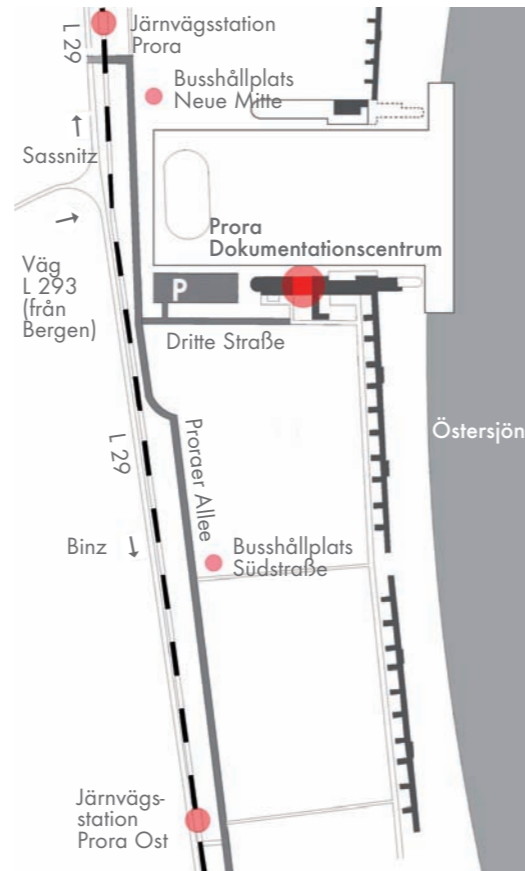 Järnvägsstation
Prora
L 29
Busshållplats
Neue Mitte
Sassnitz
Prora
Dokumentationscentrum
Väg
L 293
(från
Bergen)
P
Dritte Straße
Östersjön
L 29
Proraer Allee
Binz
Busshållplats
Südstraße
Järnvägs-
station
Prora Ost